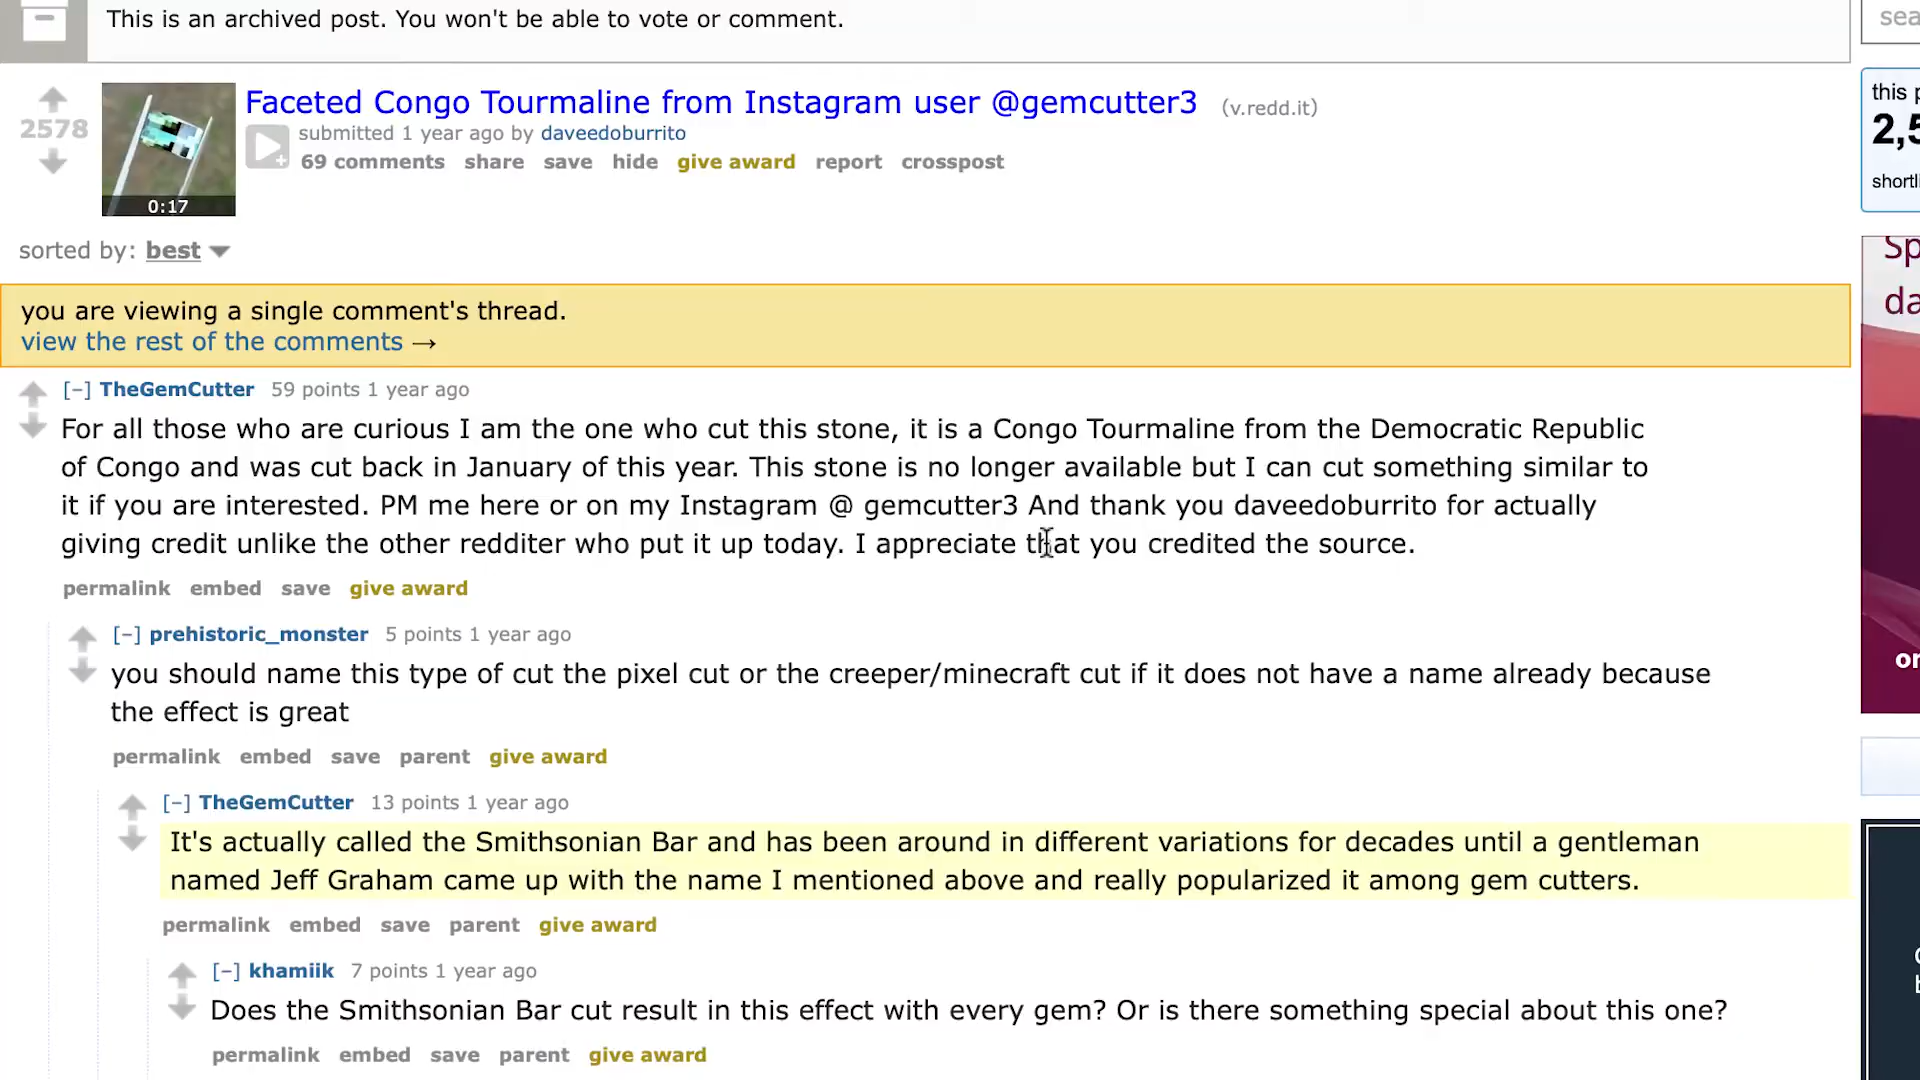 This is an archived post. You won't be able to vote or comment.
2578
0:17
Faceted Congo Tourmaline from Instagram user @gemcutter3 (v.redd.it)
submitted 1 year ago by daveedoburrito
69 comments share save hide give award report crosspost
sorted by: best
you are viewing a single comment's thread.
view the rest of the comments →
[–] TheGemCutter 59 points 1 year ago
For all those who are curious I am the one who cut this stone, it is a Congo Tourmaline from the Democratic Republic
of Congo and was cut back in January of this year. This stone is no longer available but I can cut something similar to
it if you are interested. PM me here or on my Instagram @ gemcutter3 And thank you daveedoburrito for actually
giving credit unlike the other redditer who put it up today. I appreciate that you credited the source.
permalink embed save give award
[–] prehistoric_monster 5 points 1 year ago
you should name this type of cut the pixel cut or the creeper/minecraft cut if it does not have a name already because
the effect is great
permalink embed save parent give award
[–] TheGemCutter 13 points 1 year ago
It's actually called the Smithsonian Bar and has been around in different variations for decades until a gentleman
named Jeff Graham came up with the name I mentioned above and really popularized it among gem cutters.
permalink embed save parent give award
[–] khamiik 7 points 1 year ago
Does the Smithsonian Bar cut result in this effect with every gem? Or is there something special about this one?
permalink embed save parent give award
sea
this p
2,5
shortli
Sp
da
or